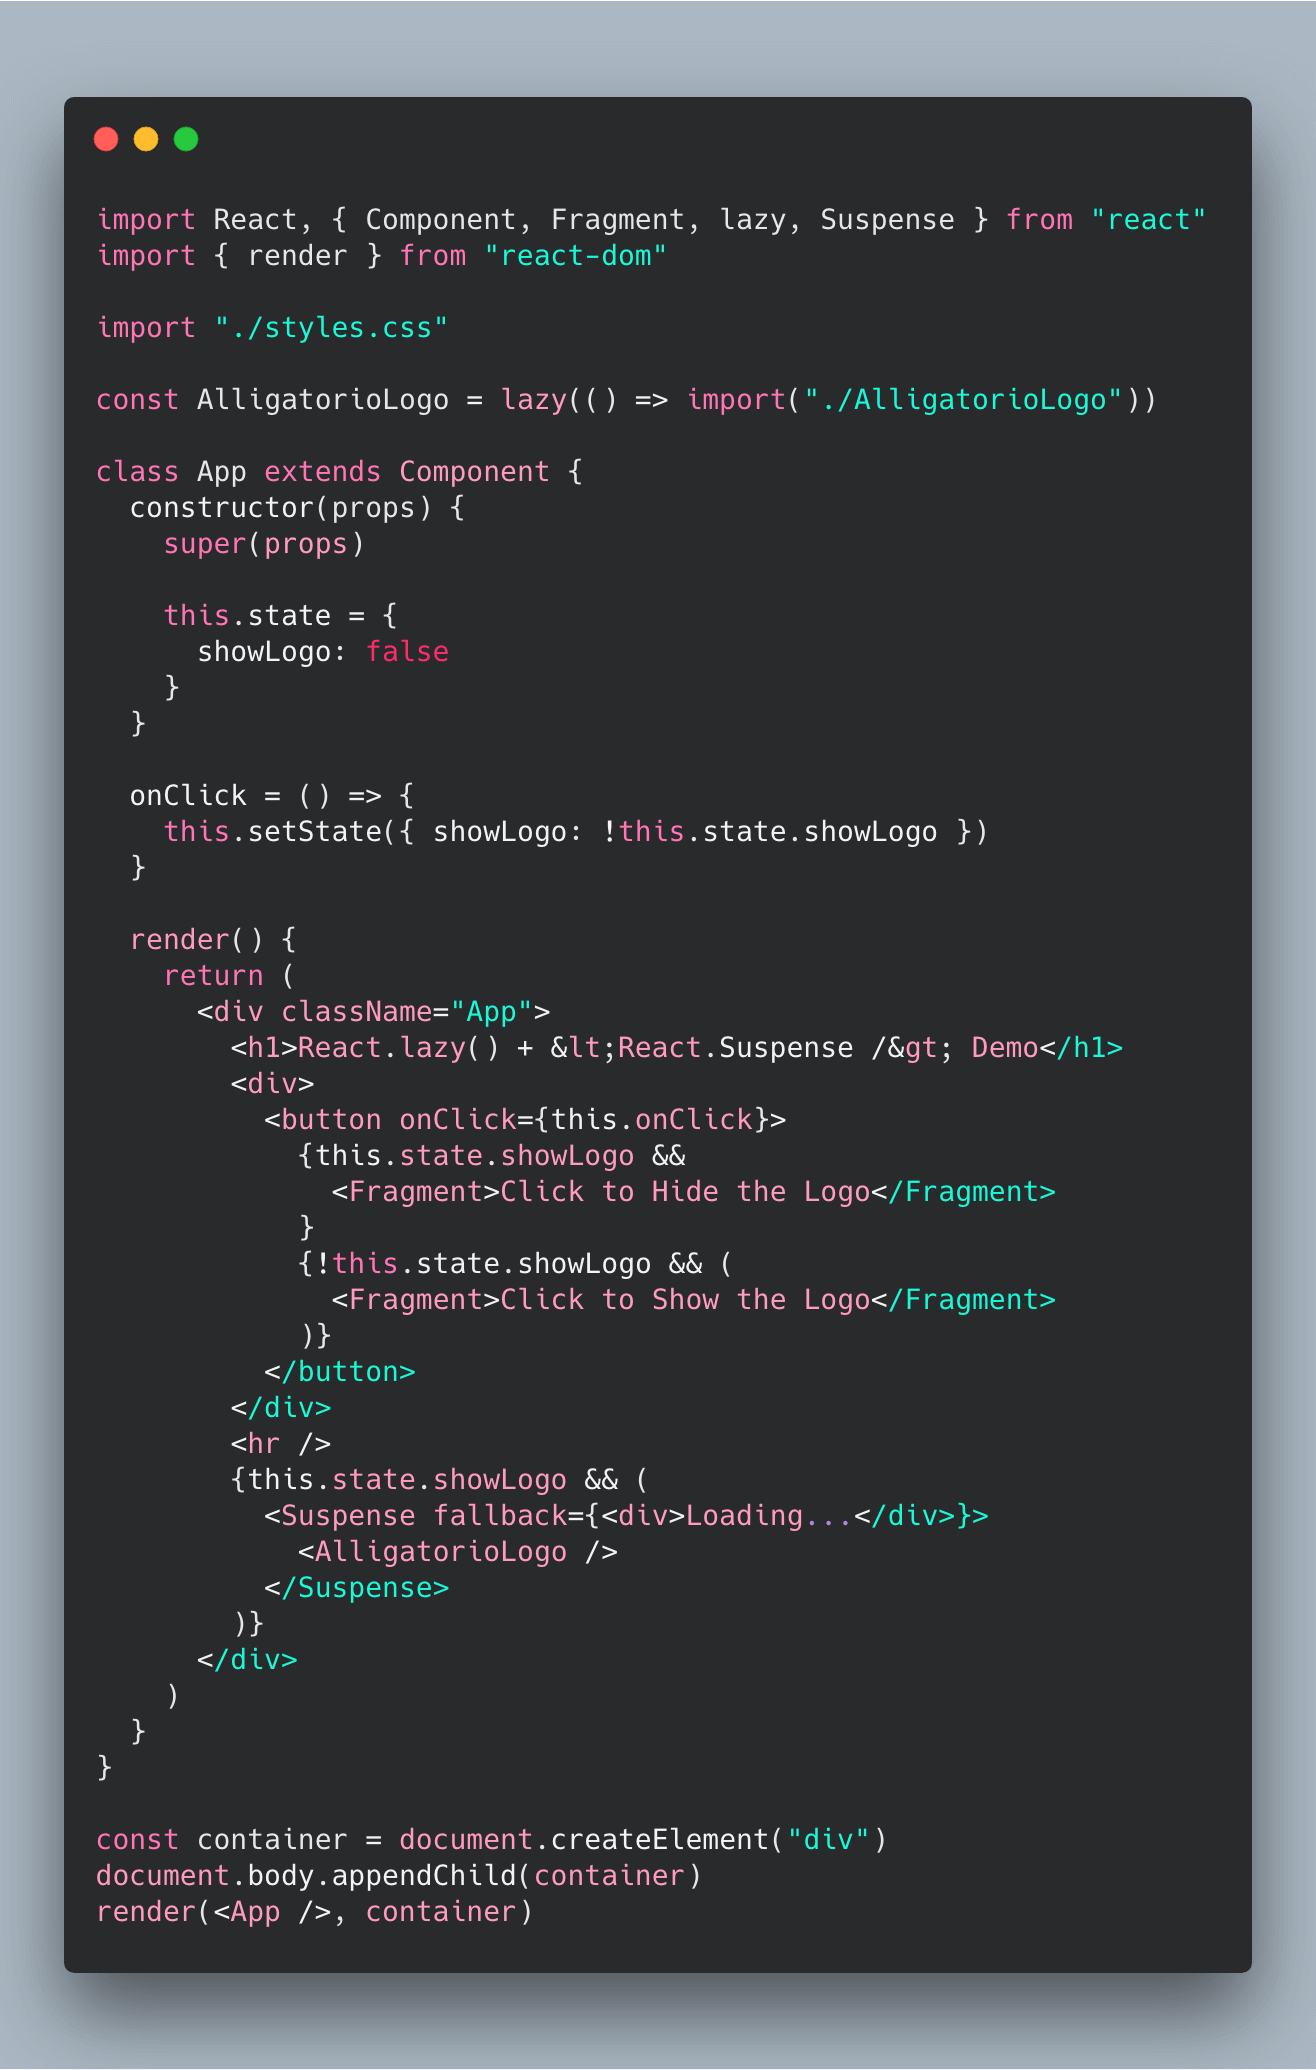 import React, { Component, Fragment, lazy, Suspense } from "react"
import { render } from "react-dom"

import "./styles.css"

const AlligatorioLogo = lazy(() => import("./AlligatorioLogo"))

class App extends Component {
  constructor(props) {
    super(props)

    this.state = {
      showLogo: false
    }
  }

  onClick = () => {
    this.setState({ showLogo: !this.state.showLogo })
  }

  render() {
    return (
      <div className="App">
        <h1>React.lazy() + &lt;React.Suspense /&gt; Demo</h1>
        <div>
          <button onClick={this.onClick}>
            {this.state.showLogo &&
              <Fragment>Click to Hide the Logo</Fragment>
            }
            {!this.state.showLogo && (
              <Fragment>Click to Show the Logo</Fragment>
            )}
          </button>
        </div>
        <hr />
        {this.state.showLogo && (
          <Suspense fallback={<div>Loading...</div>}>
            <AlligatorioLogo />
          </Suspense>
        )}
      </div>
    )
  }
}

const container = document.createElement("div")
document.body.appendChild(container)
render(<App />, container)